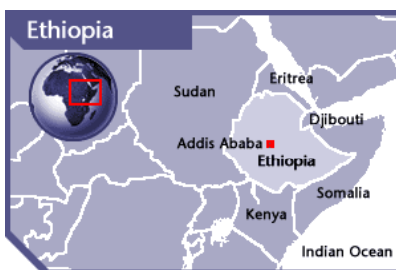 Ethiopia
Eritrea
Sudan
Djibouti
Addis Ababa
Ethiopia
Somalia
Kenya
Indian Ocean